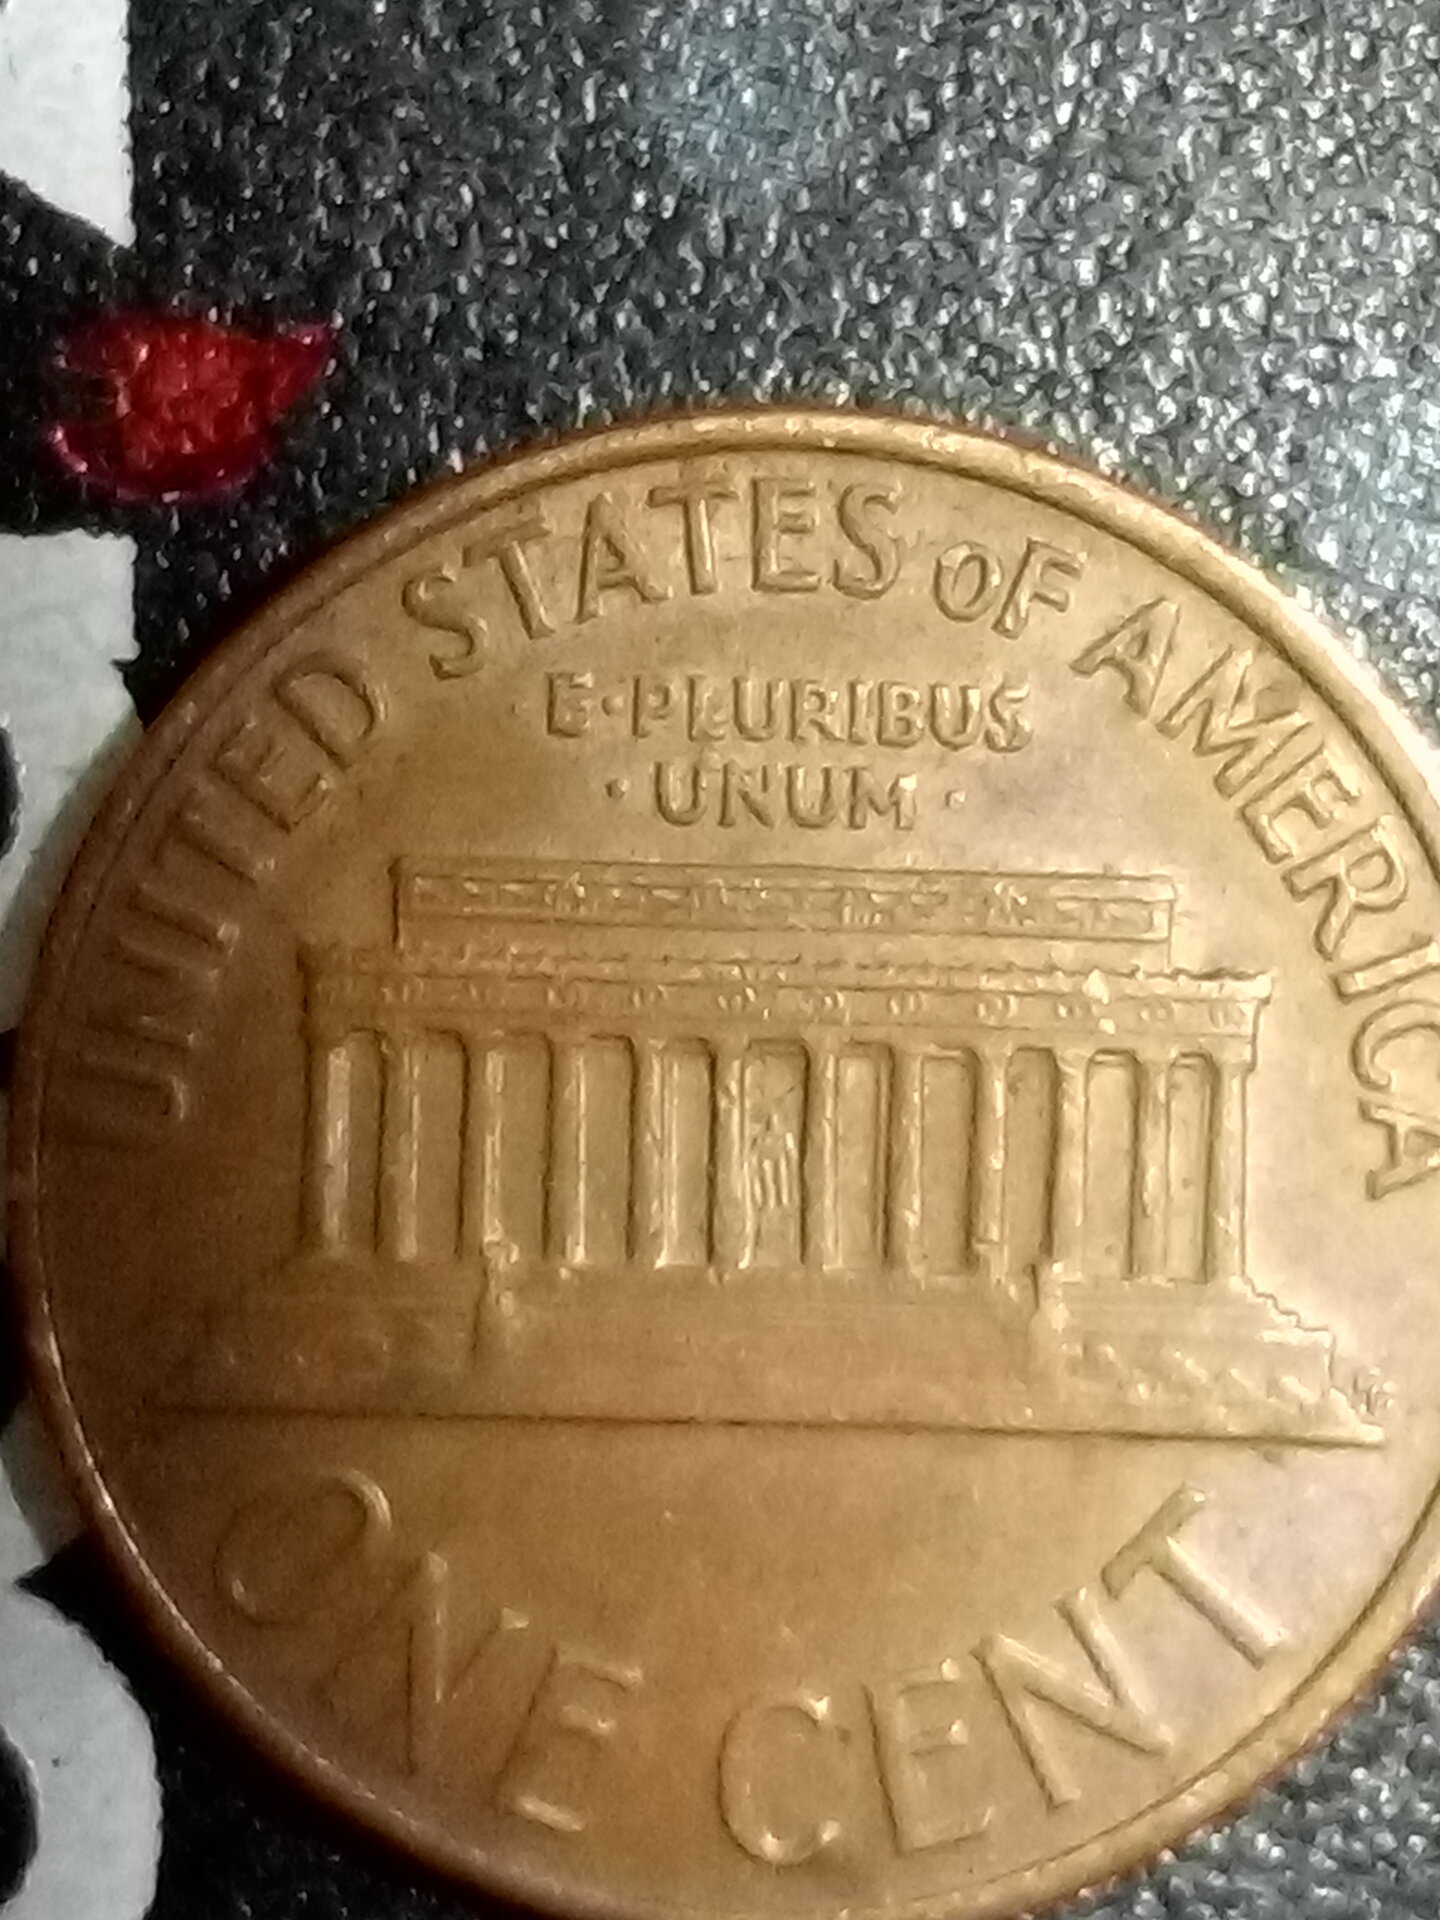 UNITED STATES OF AMERICA
E·PLURIBUS
·UNUM·
ONE CENT